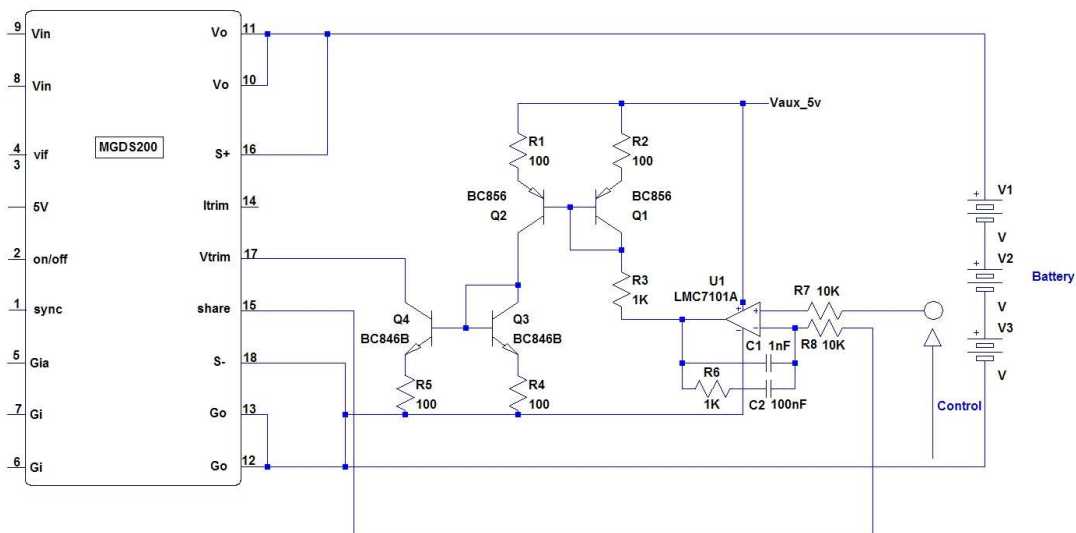 9 Vin Vo 11
8 Vin Vo 10
MGDS200
4 vif S+ 16
3
5V Itrim 14
2 on/off Vtrim 17
1 sync share 15
5 Gia S- 18
7 Gi Go 13
6 Gi Go 12
Vaux_5v
R1
100
R2
100
BC856
Q2
BC856
Q1
R3
1K
U1
LMC7101A
+
-
R7 10K
R8
10K
C1 1nF
R6
1K
C2 100nF
Q4
BC846B
Q3
BC846B
R5
100
R4
100
Control
+ V1
V
+ V2
V
+ V3
V
Battery